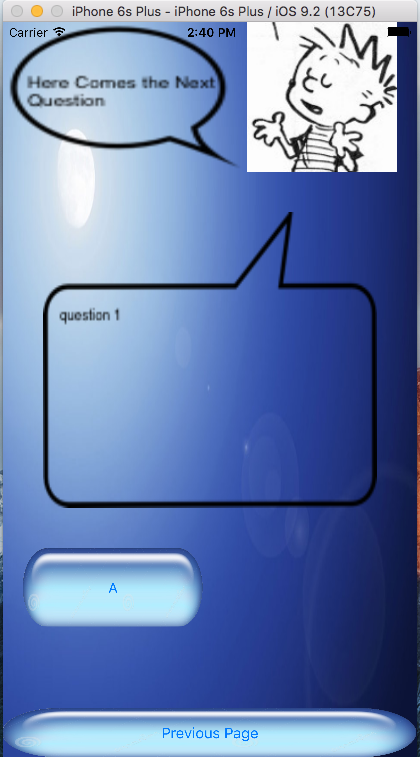 iPhone 6s Plus - iPhone 6s Plus / iOS 9.2 (13C75)
Carrier 2:40 PM
Here Comes the Next
Question
question 1
A
Previous Page